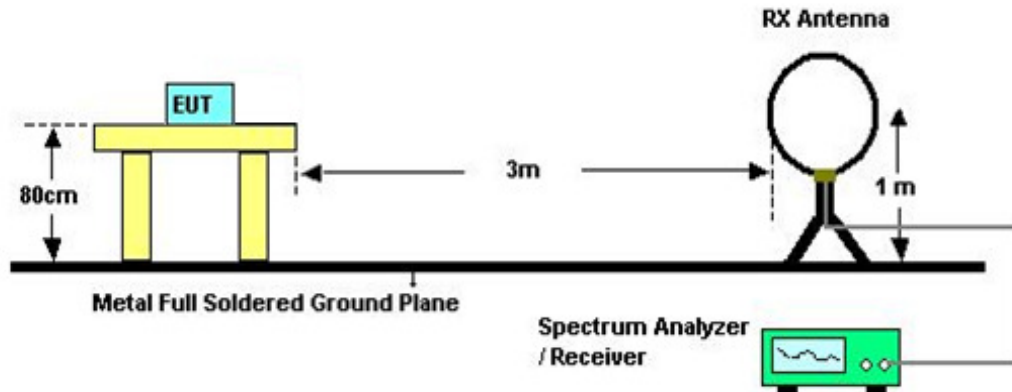 RX Antenna
EUT
80cm
3m
1 m
Metal Full Soldered Ground Plane
Spectrum Analyzer
/ Receiver